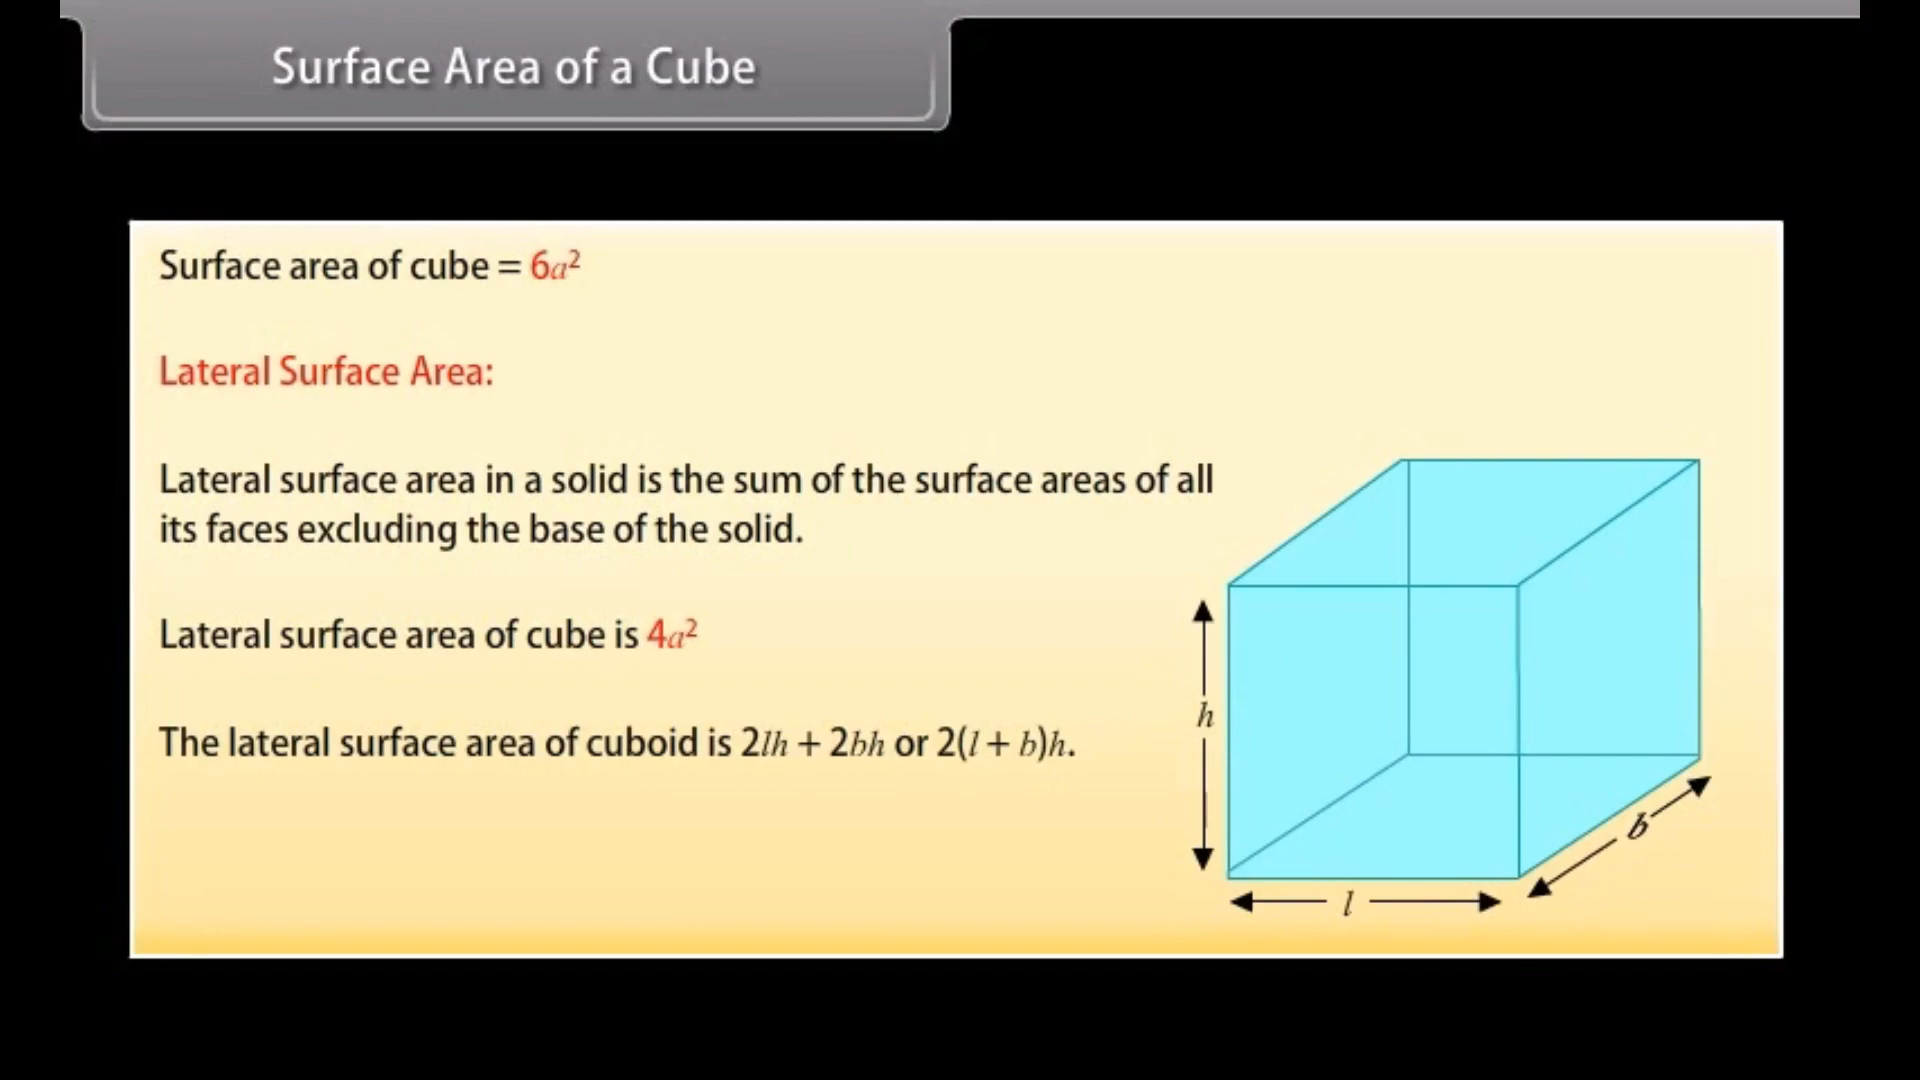 Surface Area of a Cube
Surface area of cube = 6a²
Lateral Surface Area:
Lateral surface area in a solid is the sum of the surface areas of all
its faces excluding the base of the solid.
Lateral surface area of cube is 4a²
The lateral surface area of cuboid is 2lh + 2bh or 2(l + b)h.
h
b
l